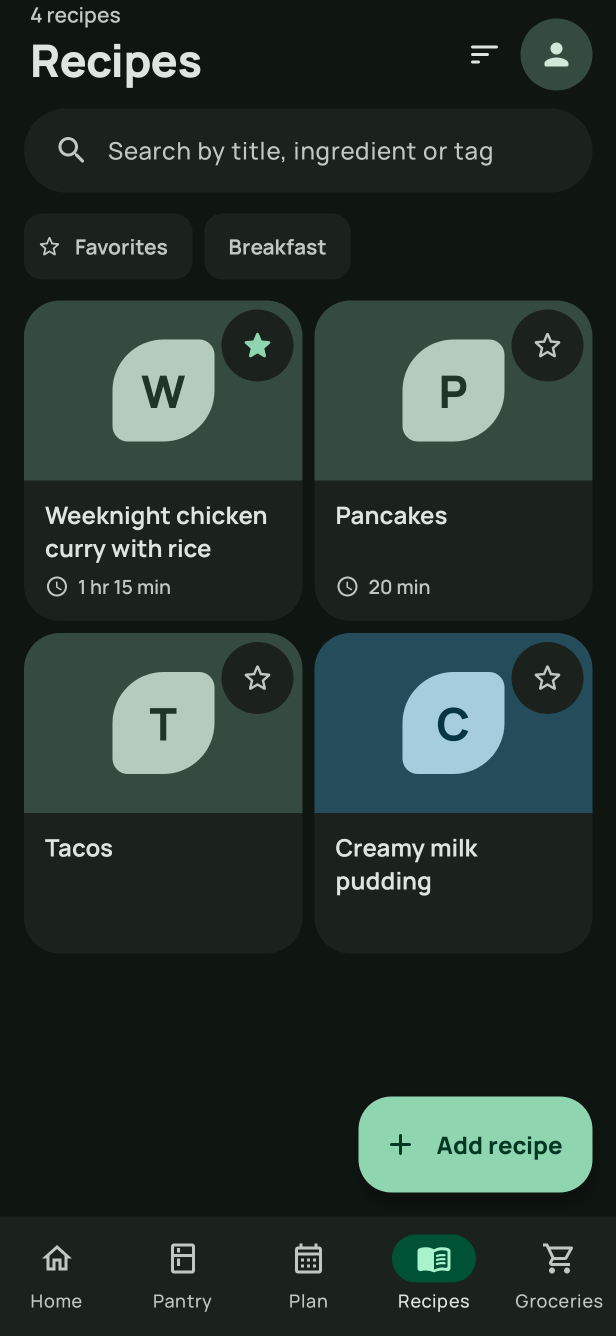 4 recipes
Recipes
Search by title, ingredient or tag
Favorites
Breakfast
W
P
Weeknight chicken
curry with rice
1 hr 15 min
Pancakes
20 min
T
C
Tacos
Creamy milk
pudding
+ Add recipe
Home
Pantry
Plan
Recipes
Groceries